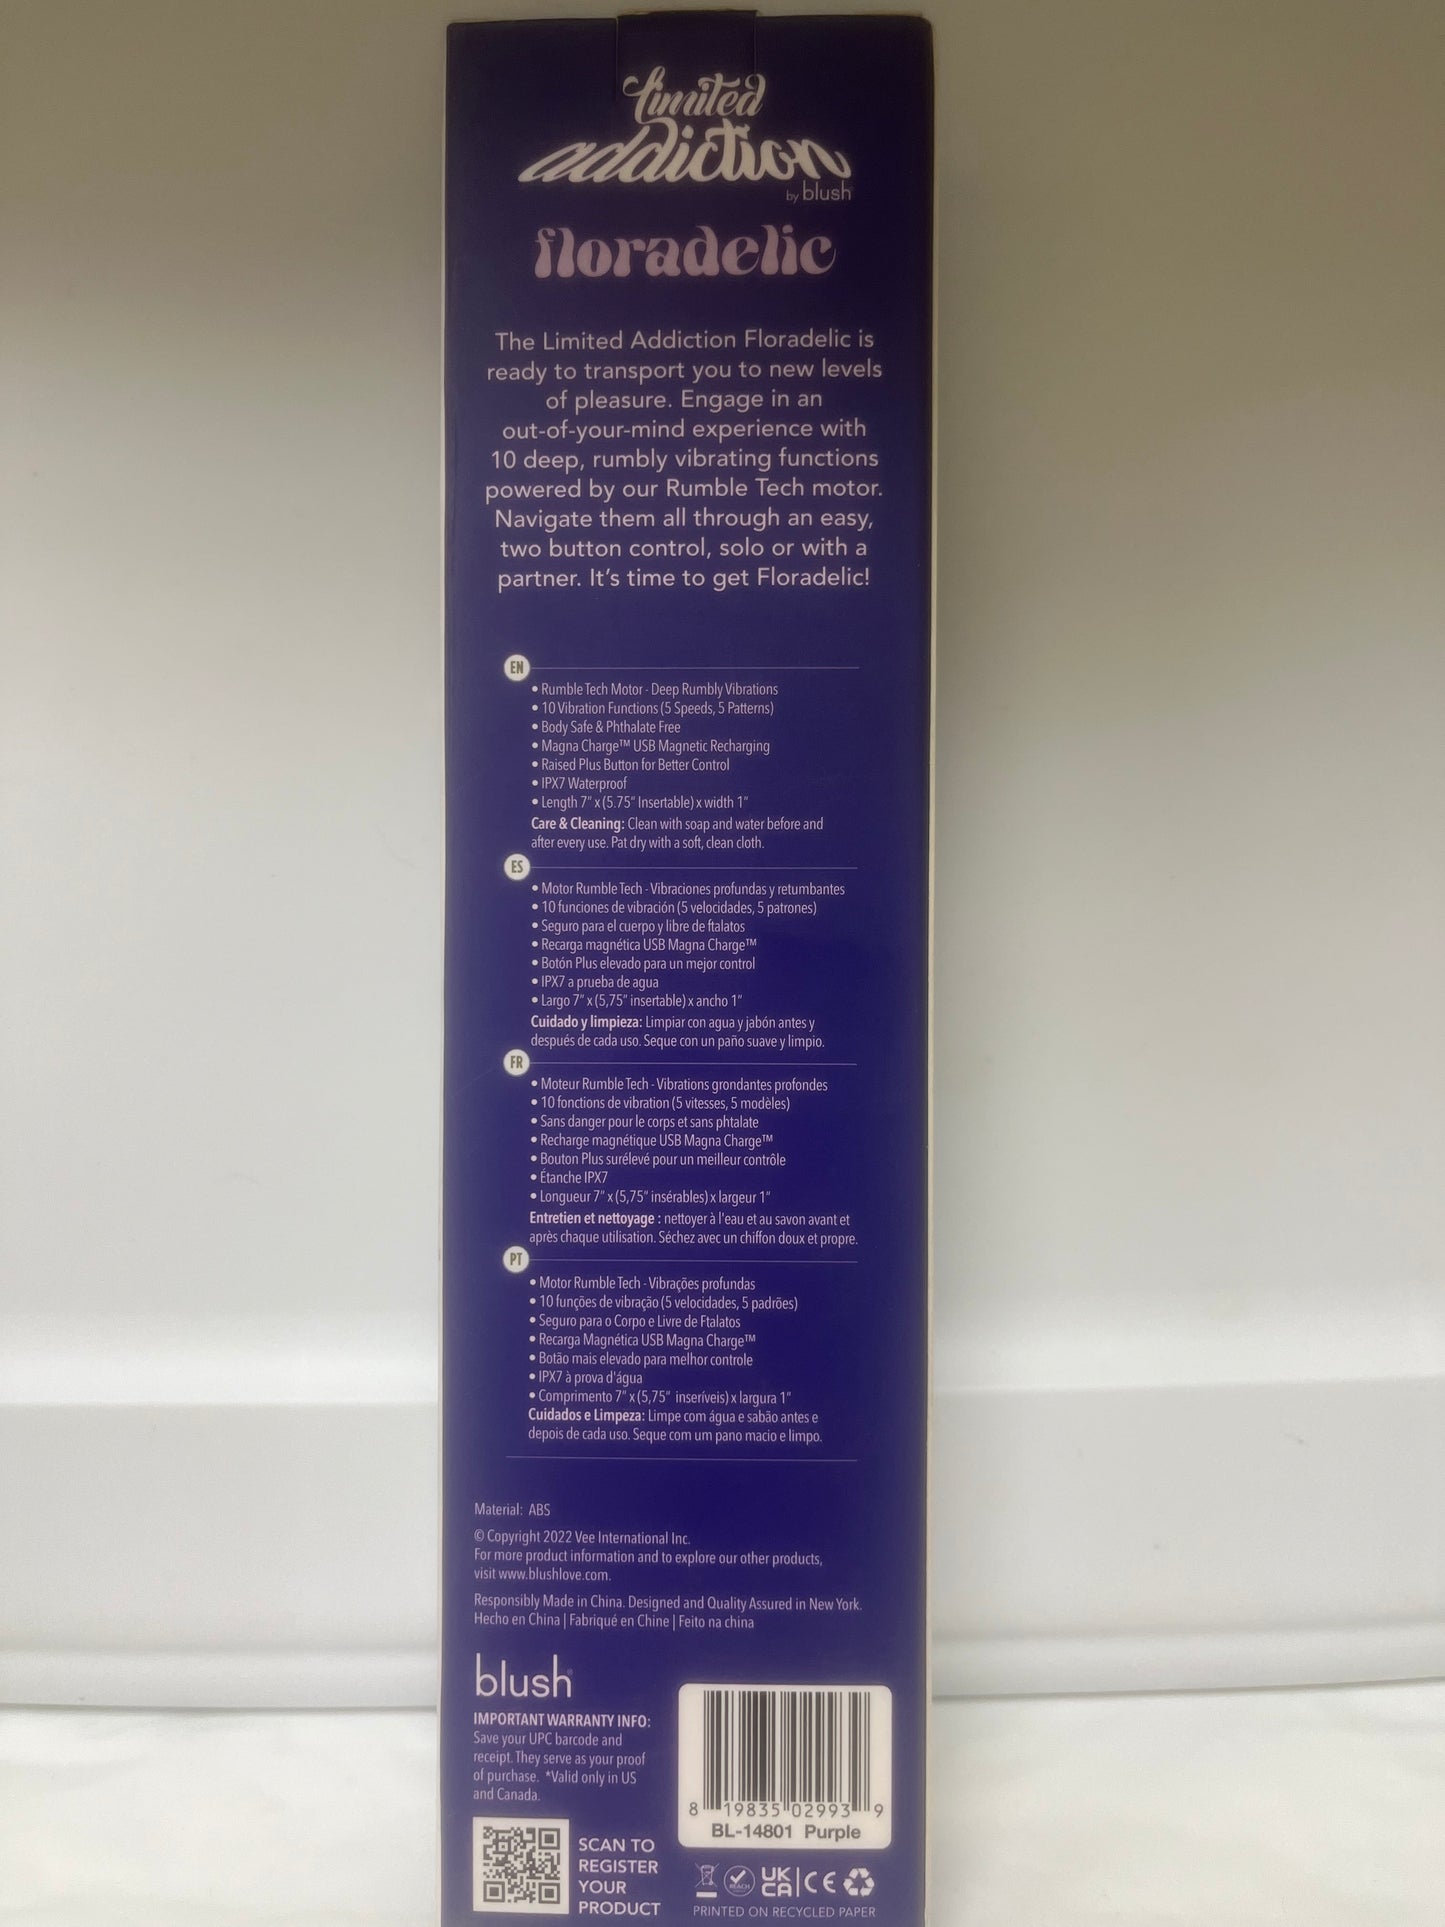 Limited
addiction
by blush
floradelic
The Limited Addiction Floradelic is
ready to transport you to new levels
of pleasure. Engage in an
out-of-your-mind experience with
10 deep, rumbly vibrating functions
powered by our Rumble Tech motor.
Navigate them all through an easy,
two button control, solo or with a
partner. It's time to get Floradelic!
EN
• Rumble Tech Motor - Deep Rumbly Vibrations
• 10 Vibration Functions (5 Speeds, 5 Patterns)
• Body Safe & Phthalate Free
• Magna Charge™ USB Magnetic Recharging
• Raised Plus Button for Better Control
• IPX7 Waterproof
• Length 7" x (5.75" Insertable) x width 1"
Care & Cleaning: Clean with soap and water before and
after every use. Pat dry with a soft, clean cloth.
ES
• Motor Rumble Tech - Vibraciones profundas y retumbantes
• 10 funciones de vibración (5 velocidades, 5 patrones)
• Seguro para el cuerpo y libre de ftalatos
• Recarga magnética USB Magna Charge™
• Botón Plus elevado para un mejor control
• IPX7 a prueba de agua
• Largo 7" x (5,75" insertable) x ancho 1"
Cuidado y limpieza: Limpiar con agua y jabón antes y
después de cada uso. Seque con un paño suave y limpio.
FR
• Moteur Rumble Tech - Vibrations grondantes profondes
• 10 fonctions de vibration (5 vitesses, 5 modèles)
• Sans danger pour le corps et sans phtalate
• Recharge magnétique USB Magna Charge™
• Bouton Plus surélevé pour un meilleur contrôle
• Étanche IPX7
• Longueur 7" x (5,75" insérables) x largeur 1"
Entretien et nettoyage : nettoyer à l'eau et au savon avant et
après chaque utilisation. Séchez avec un chiffon doux et propre.
PT
• Motor Rumble Tech - Vibrações profundas
• 10 funções de vibração (5 velocidades, 5 padrões)
• Seguro para o Corpo e Livre de Ftalatos
• Recarga Magnética USB Magna Charge™
• Botão mais elevado para melhor controle
• IPX7 à prova d'água
• Comprimento 7" x (5,75" inseríveis) x largura 1"
Cuidados e Limpeza: Limpe com água e sabão antes e
depois de cada uso. Seque com um pano macio e limpo.
Material: ABS
© Copyright 2022 Vee International Inc.
For more product information and to explore our other products,
visit www.blushlove.com.
Responsibly Made in China. Designed and Quality Assured in New York.
Hecho en China | Fabriqué en Chine | Feito na china
blush®
IMPORTANT WARRANTY INFO:
Save your UPC barcode and
receipt. They serve as your proof
of purchase. *Valid only in US
and Canada.
SCAN TO
REGISTER
YOUR
PRODUCT
8 19835 02993 9
BL-14801 Purple
REACH
UK
CA
CE
PRINTED ON RECYCLED PAPER